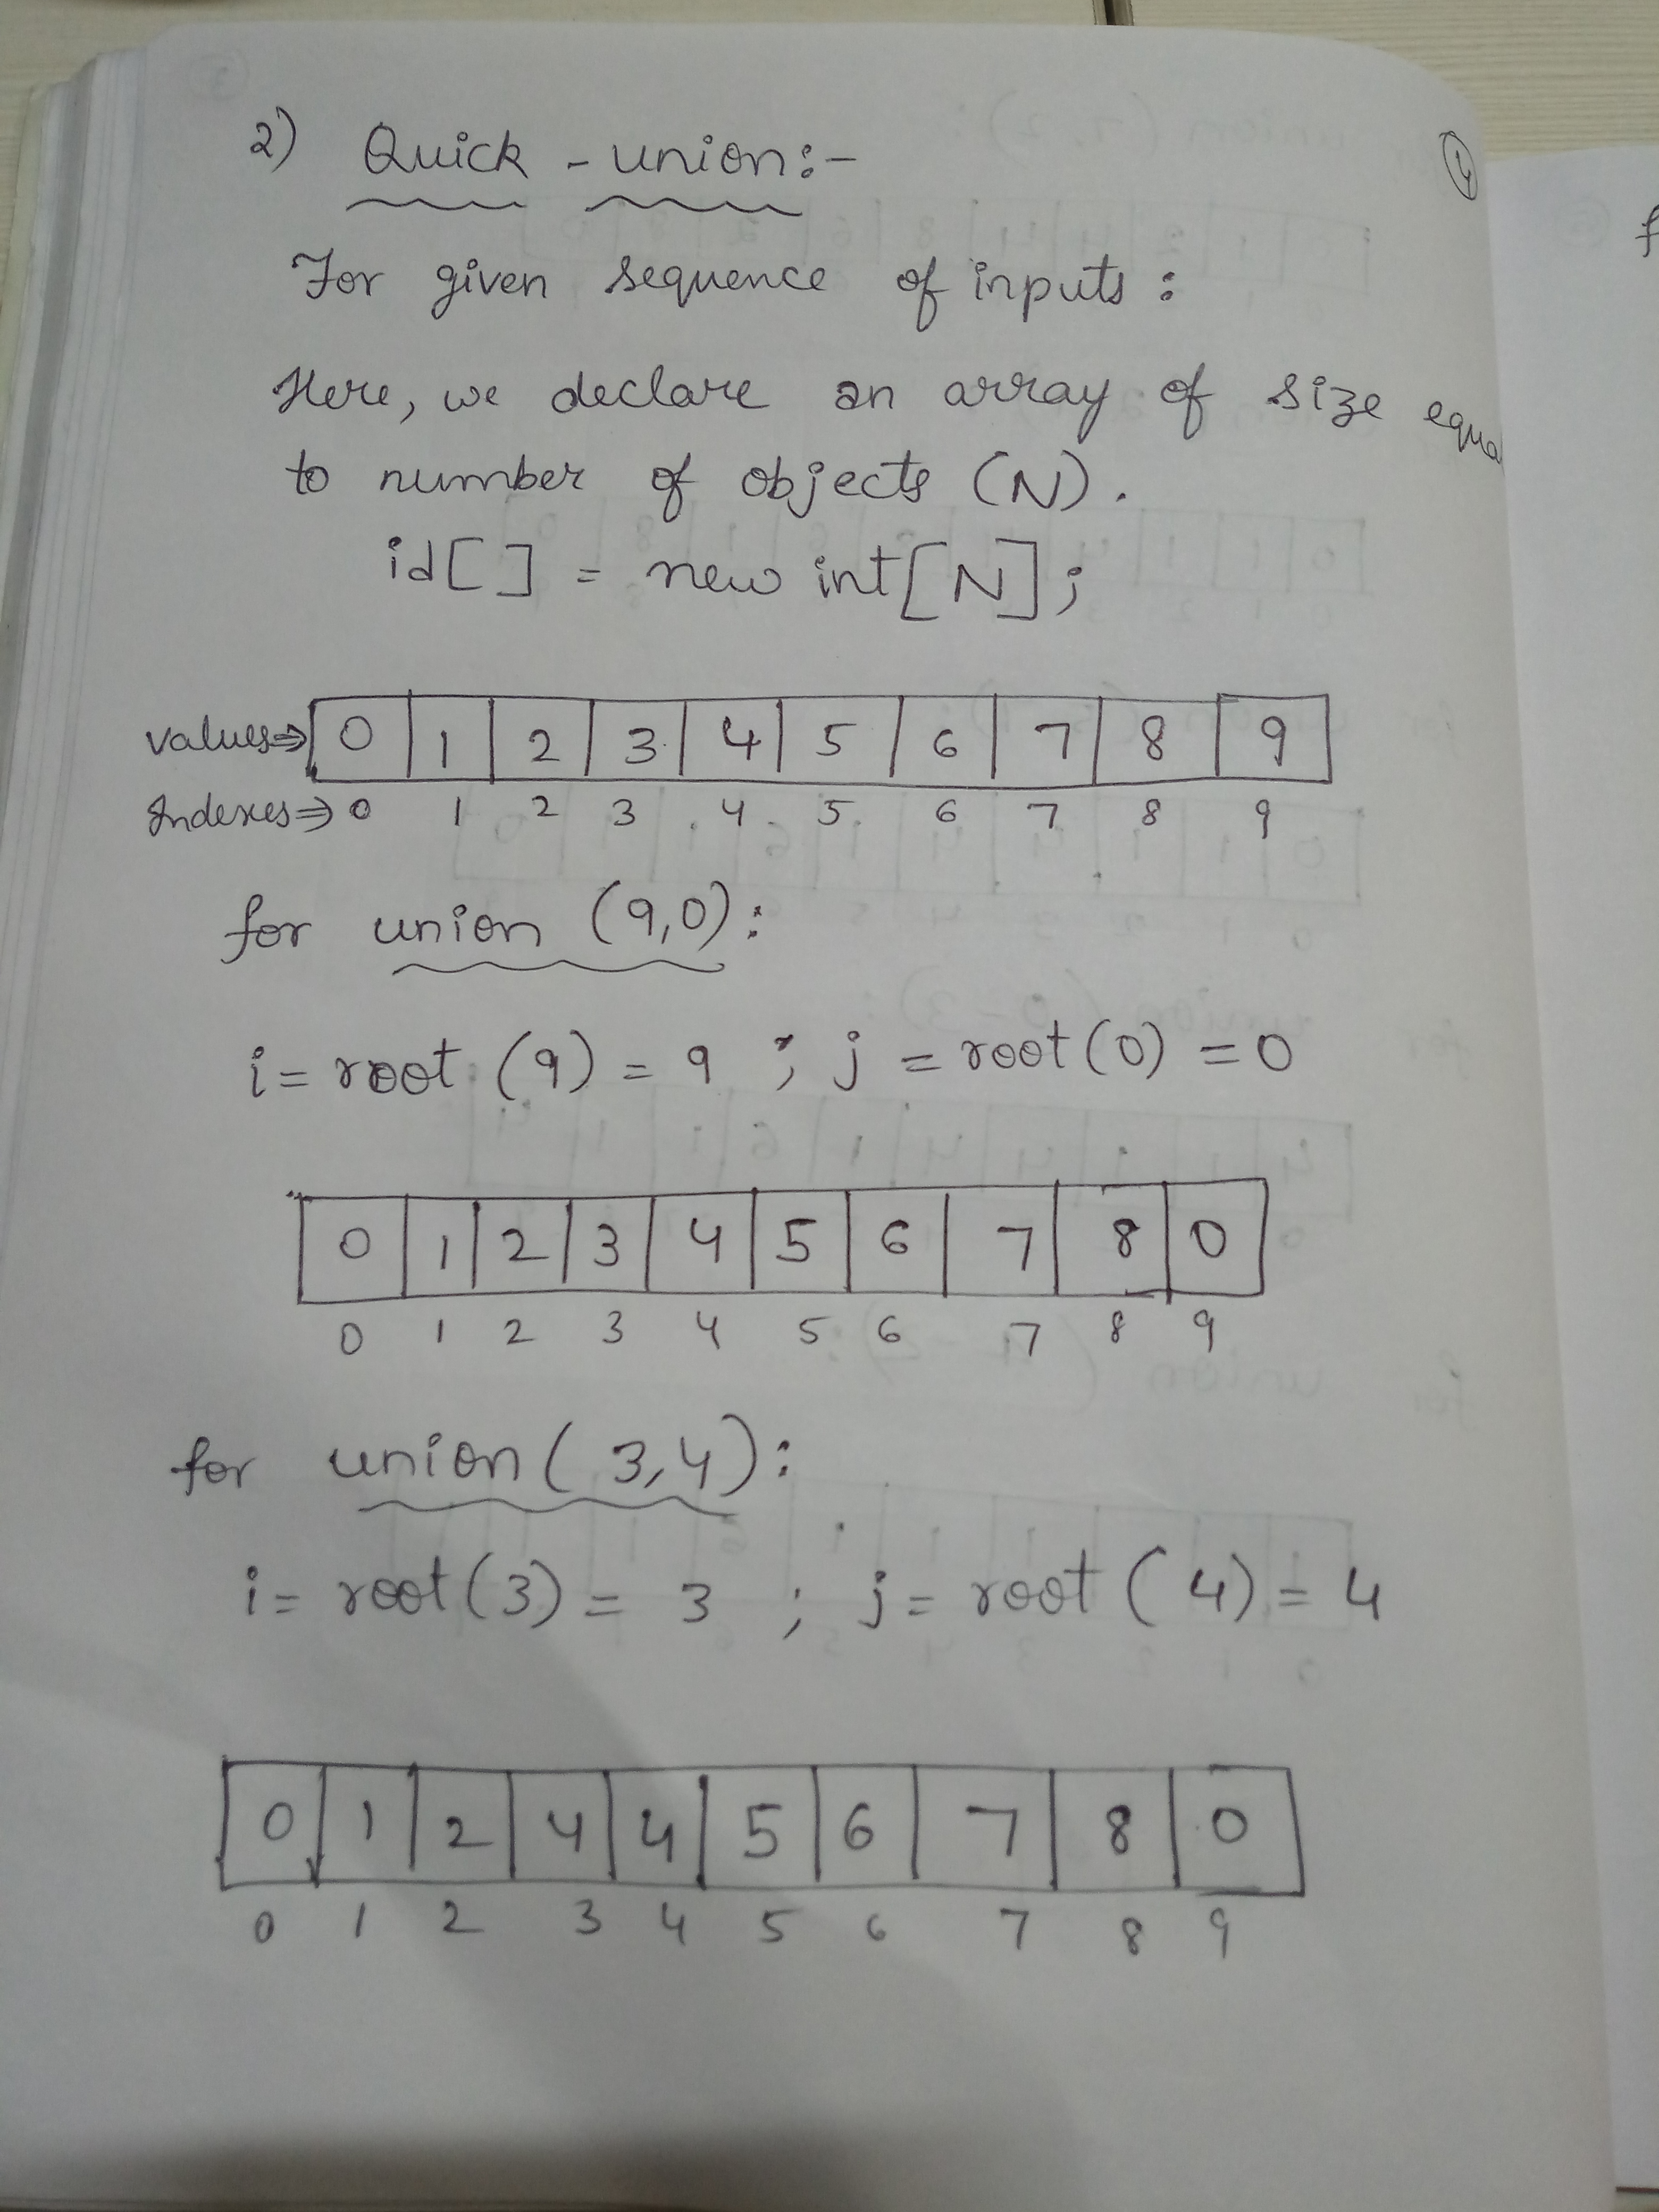 4
2) Quick - union:-
For given sequence of inputs :
Here, we declare an array of size equa
to number of objects (N).
id[ ] = new int[N];
values⇒ 0 1 2 3 4 5 6 7 8 9
Indexes⇒ 0 1 2 3 4 5 6 7 8 9
for union (9,0):
i = root (9) = 9 ; j = root(0) = 0
0 1 2 3 4 5 6 7 8 0
0 1 2 3 4 5 6 7 8 9
for union( 3,4):
i = root(3) = 3 ; j = root ( 4) = 4
0 1 2 4 4 5 6 7 8 0
0 1 2 3 4 5 6 7 8 9